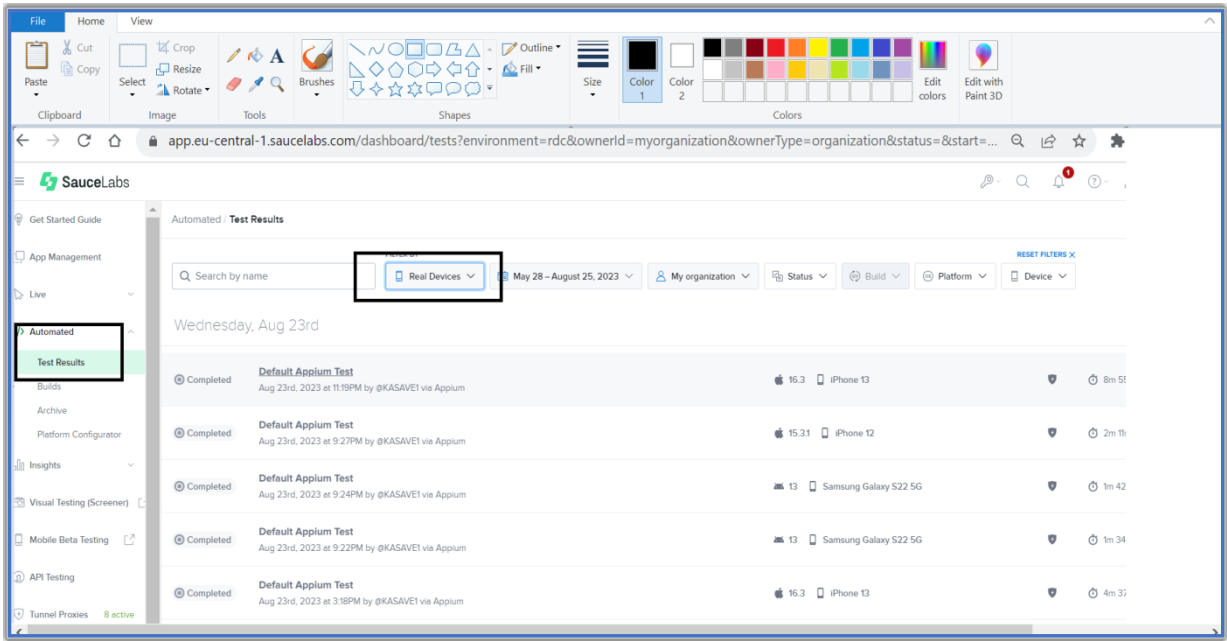 File Home View
Paste
Cut
Copy
Clipboard
Select
Crop
Resize
Rotate
Image
A
Tools
Brushes
Outline
Fill
Shapes
Size
Color 1
Color 2
Edit colors
Edit with Paint 3D
Colors
app.eu-central-1.saucelabs.com/dashboard/tests?environment=rdc&ownerId=myorganization&ownerType=organization&status=&start=...
SauceLabs
1
Get Started Guide
App Management
Live
Automated
Test Results
Builds
Archive
Platform Configurator
Insights
Visual Testing (Screener)
Mobile Beta Testing
API Testing
Tunnel Proxies 8 active
Automated / Test Results
FILTER BY
RESET FILTERS X
Search by name
Real Devices
May 28 – August 25, 2023
My organization
Status
Build
Platform
Device
Wednesday, Aug 23rd
Completed
Default Appium Test
Aug 23rd, 2023 at 11:19PM by @KASAVE1 via Appium
16.3 iPhone 13
8m 55
Completed
Default Appium Test
Aug 23rd, 2023 at 9:27PM by @KASAVE1 via Appium
15.3.1 iPhone 12
2m 11
Completed
Default Appium Test
Aug 23rd, 2023 at 9:24PM by @KASAVE1 via Appium
13 Samsung Galaxy S22 5G
1m 42
Completed
Default Appium Test
Aug 23rd, 2023 at 9:22PM by @KASAVE1 via Appium
13 Samsung Galaxy S22 5G
1m 34
Completed
Default Appium Test
Aug 23rd, 2023 at 3:18PM by @KASAVE1 via Appium
16.3 iPhone 13
4m 37